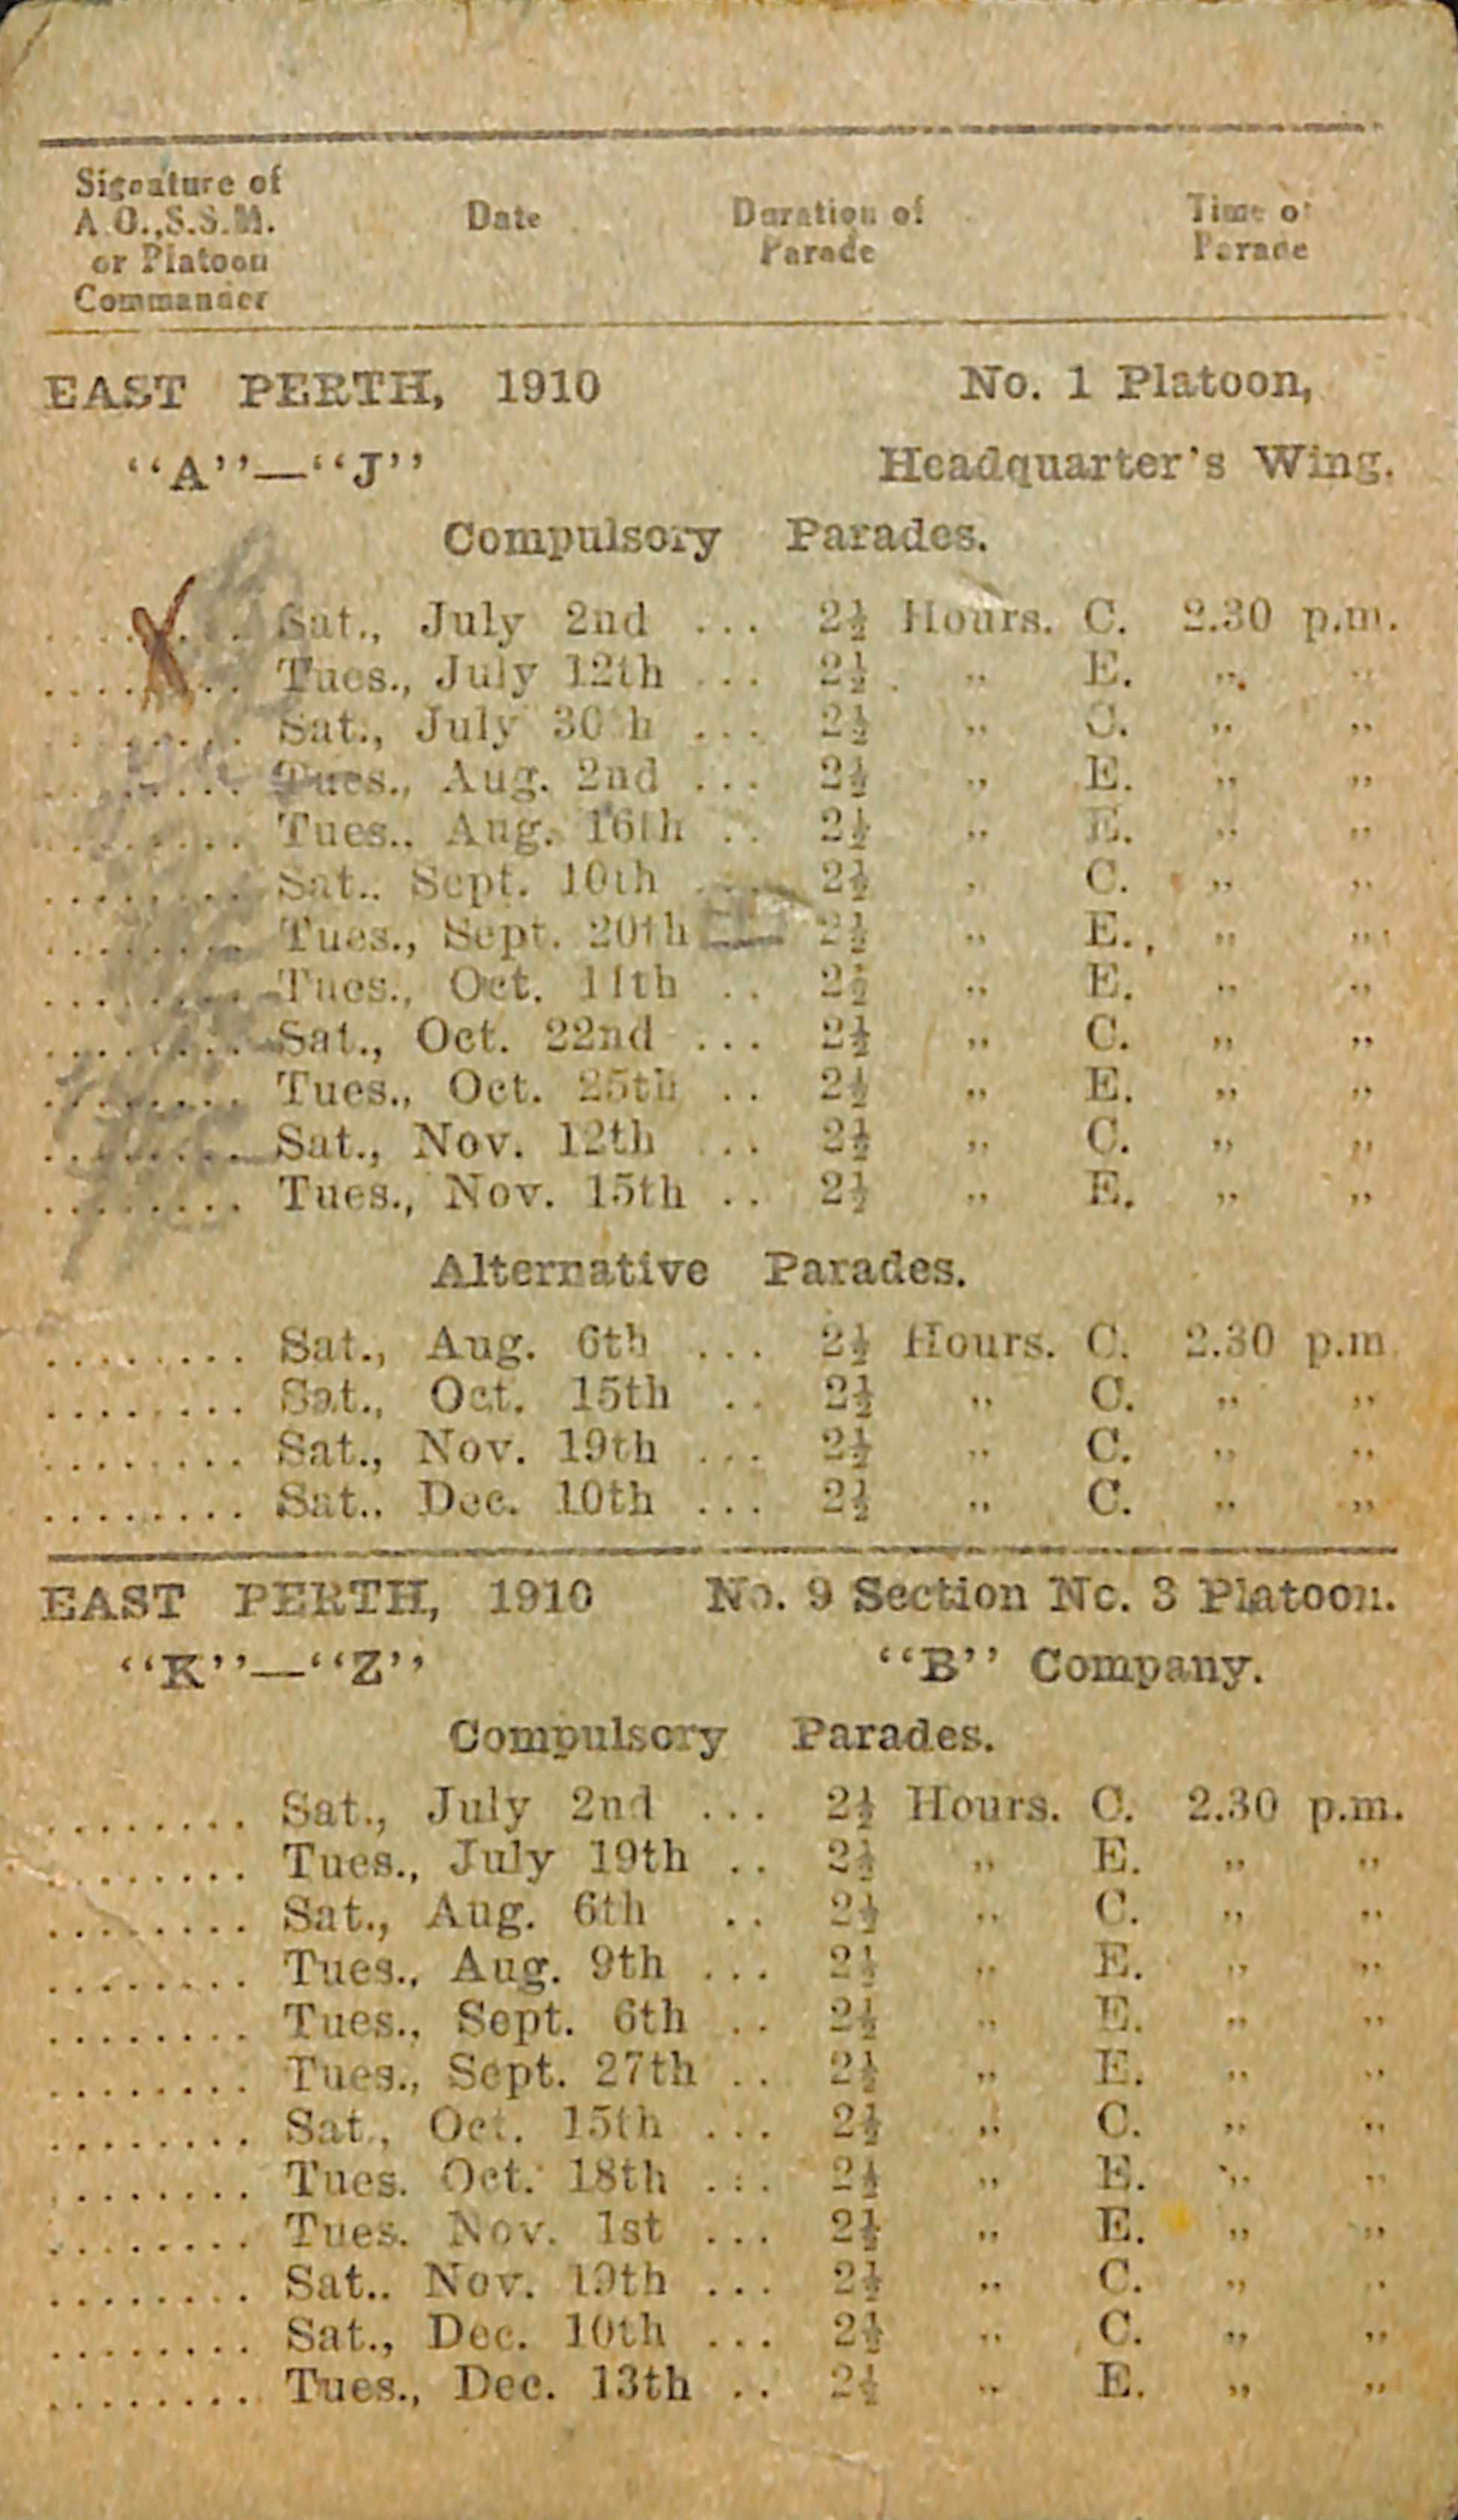 Signature of
A.O.,S.S.M.
or Platoon
Commander
Date
Duration of
Parade
Time of
Parade
EAST PERTH, 1910 No. 1 Platoon,
“A”—“J” Headquarter's Wing.
Compulsory Parades.
........ Sat., July 2nd ... 2½ Hours. C. 2.30 p.m.
........ Tues., July 12th ... 2½ ,, E. ,, ,,
........ Sat., July 30 h ... 2½ ,, C. ,, ,,
........ Tues., Aug. 2nd ... 2½ ,, E. ,, ,,
........ Tues.. Aug. 16th .. 2½ ,, E. ,, ,,
........ Sat.. Sept. 10th ... 2½ ,, C. ,, ,,
........ Tues., Sept. 20th 2½ ,, E. ,, ,,
........ Tues., Oct. 11th .. 2½ ,, E. ,, ,,
........ Sat., Oct. 22nd ... 2½ ,, C. ,, ,,
........ Tues., Oct. 25th .. 2½ ,, E. ,, ,,
........ Sat., Nov. 12th ... 2½ ,, C. ,, ,,
........ Tues., Nov. 15th .. 2½ ,, E. ,, ,,
Alternative Parades.
........ Sat., Aug. 6th ... 2½ Hours. C. 2.30 p.m.
........ Sat., Oct. 15th .. 2½ ,, C. ,, ,,
........ Sat., Nov. 19th ... 2½ ,, C. ,, ,,
........ Sat.. Dec. 10th ... 2½ ,, C. ,, ,,
EAST PERTH, 1910 No. 9 Section No. 3 Platoon.
“K”—“Z” “B” Company.
Compulsory Parades.
........ Sat., July 2nd ... 2½ Hours. C. 2.30 p.m.
........ Tues., July 19th .. 2½ ,, E. ,, ,,
........ Sat., Aug. 6th .. 2½ ,, C. ,, ,,
........ Tues., Aug. 9th ... 2½ ,, E. ,, ,,
........ Tues., Sept. 6th .. 2½ ,, E. ,, ,,
........ Tues., Sept. 27th .. 2½ ,, E. ,, ,,
........ Sat., Oct. 15th ... 2½ ,, C. ,, ,,
........ Tues. Oct. 18th ... 2½ ,, E. ,, ,,
........ Tues. Nov. 1st ... 2½ ,, E. ,, ,,
........ Sat.. Nov. 19th ... 2½ ,, C. ,, ,,
........ Sat., Dec. 10th ... 2½ ,, C. ,, ,,
........ Tues., Dec. 13th .. 2½ ,, E. ,, ,,